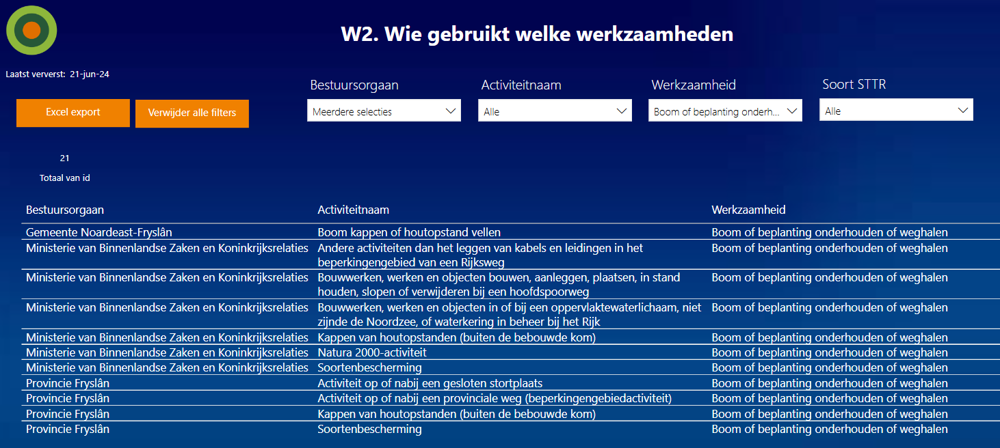 W2. Wie gebruikt welke werkzaamheden
Laatst ververst: 21-jun-24
Excel export
Verwijder alle filters
Bestuursorgaan
Meerdere selecties
Activiteitnaam
Alle
Werkzaamheid
Boom of beplanting onderh...
Soort STTR
Alle
21
Totaal van id
Bestuursorgaan Activiteitnaam Werkzaamheid
Gemeente Noardeast-Fryslân Boom kappen of houtopstand vellen Boom of beplanting onderhouden of weghalen
Ministerie van Binnenlandse Zaken en Koninkrijksrelaties Andere activiteiten dan het leggen van kabels en leidingen in het Boom of beplanting onderhouden of weghalen
beperkingengebied van een Rijksweg
Ministerie van Binnenlandse Zaken en Koninkrijksrelaties Bouwwerken, werken en objecten bouwen, aanleggen, plaatsen, in stand Boom of beplanting onderhouden of weghalen
houden, slopen of verwijderen bij een hoofdspoorweg
Ministerie van Binnenlandse Zaken en Koninkrijksrelaties Bouwwerken, werken en objecten in of bij een oppervlaktewaterlichaam, niet Boom of beplanting onderhouden of weghalen
zijnde de Noordzee, of waterkering in beheer bij het Rijk
Ministerie van Binnenlandse Zaken en Koninkrijksrelaties Kappen van houtopstanden (buiten de bebouwde kom) Boom of beplanting onderhouden of weghalen
Ministerie van Binnenlandse Zaken en Koninkrijksrelaties Natura 2000-activiteit Boom of beplanting onderhouden of weghalen
Ministerie van Binnenlandse Zaken en Koninkrijksrelaties Soortenbescherming Boom of beplanting onderhouden of weghalen
Provincie Fryslân Activiteit op of nabij een gesloten stortplaats Boom of beplanting onderhouden of weghalen
Provincie Fryslân Activiteit op of nabij een provinciale weg (beperkingengebiedactiviteit) Boom of beplanting onderhouden of weghalen
Provincie Fryslân Kappen van houtopstanden (buiten de bebouwde kom) Boom of beplanting onderhouden of weghalen
Provincie Fryslân Soortenbescherming Boom of beplanting onderhouden of weghalen